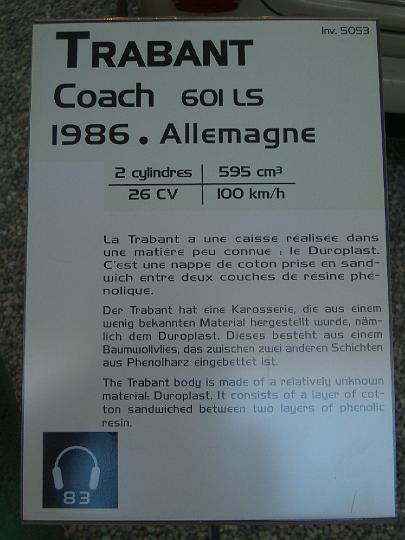 Inv. 5053
TRABANT
Coach 601 LS
1986. Allemagne
2 cylindres 595 cm³
26 CV 100 km/h
La Trabant a une caisse réalisée dans
une matière peu connue : le Duroplast.
C'est une nappe de coton prise en sand-
wich entre deux couches de résine phé-
nolique.
Der Trabant hat eine Karosserie, die aus einem
wenig bekannten Material hergestellt wurde, näm-
lich dem Duroplast. Dieses besteht aus einem
Baumwollvlies, das zwischen zwei anderen Schichten
aus Phenolharz eingebettet ist.
The Trabant body is made of a relatively unknown
material: Duroplast. It consists of a layer of cot-
ton sandwiched between two layers of phenolic
resin.
83